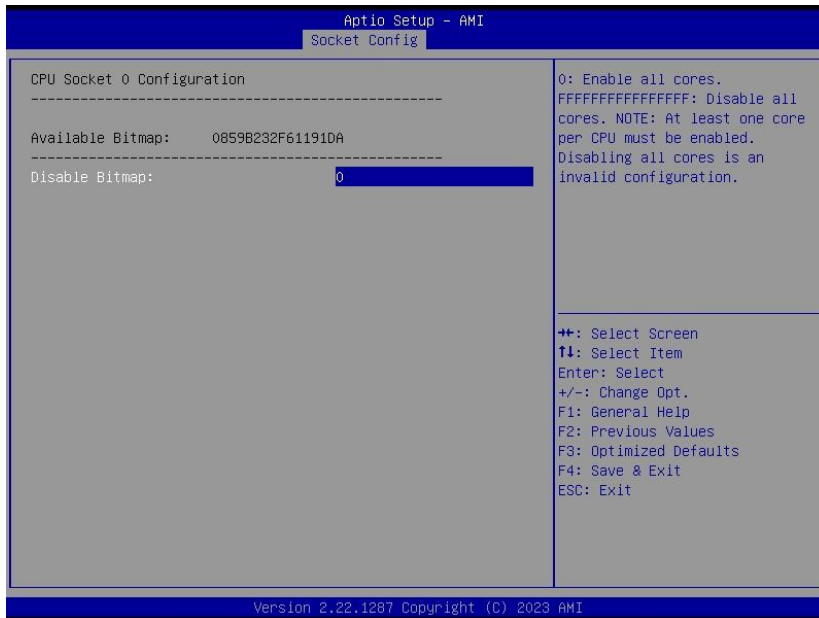 Aptio Setup - AMI
Socket Config
CPU Socket 0 Configuration
--------------------------------------------------
Available Bitmap: 0859B232F61191DA
--------------------------------------------------
Disable Bitmap: 0
0: Enable all cores.
FFFFFFFFFFFFFFFF: Disable all
cores. NOTE: At least one core
per CPU must be enabled.
Disabling all cores is an
invalid configuration.
→←: Select Screen
↑↓: Select Item
Enter: Select
+/-: Change Opt.
F1: General Help
F2: Previous Values
F3: Optimized Defaults
F4: Save & Exit
ESC: Exit
Version 2.22.1287 Copyright (C) 2023 AMI